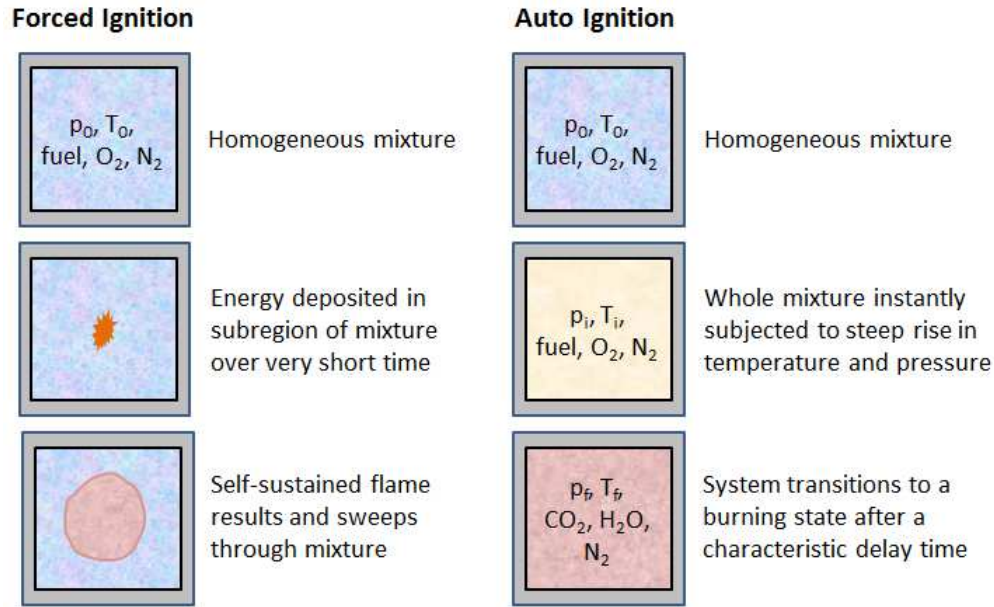 Forced Ignition
p₀, T₀,
fuel, O₂, N₂
Homogeneous mixture
Energy deposited in
subregion of mixture
over very short time
Self-sustained flame
results and sweeps
through mixture
Auto Ignition
p₀, T₀,
fuel, O₂, N₂
Homogeneous mixture
pᵢ, Tᵢ,
fuel, O₂, N₂
Whole mixture instantly
subjected to steep rise in
temperature and pressure
p_f, T_f,
CO₂, H₂O,
N₂
System transitions to a
burning state after a
characteristic delay time